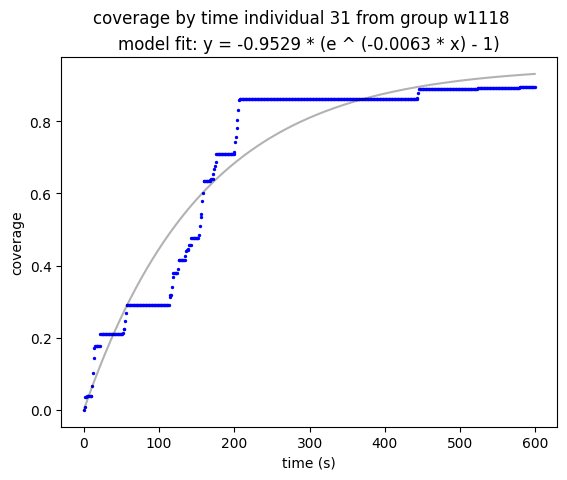 coverage by time individual 31 from group w1118
model fit: y = -0.9529 * (e ^ (-0.0063 * x) - 1)
0.8
0.6
0.4
0.2
0.0
coverage
0 100 200 300 400 500 600
time (s)